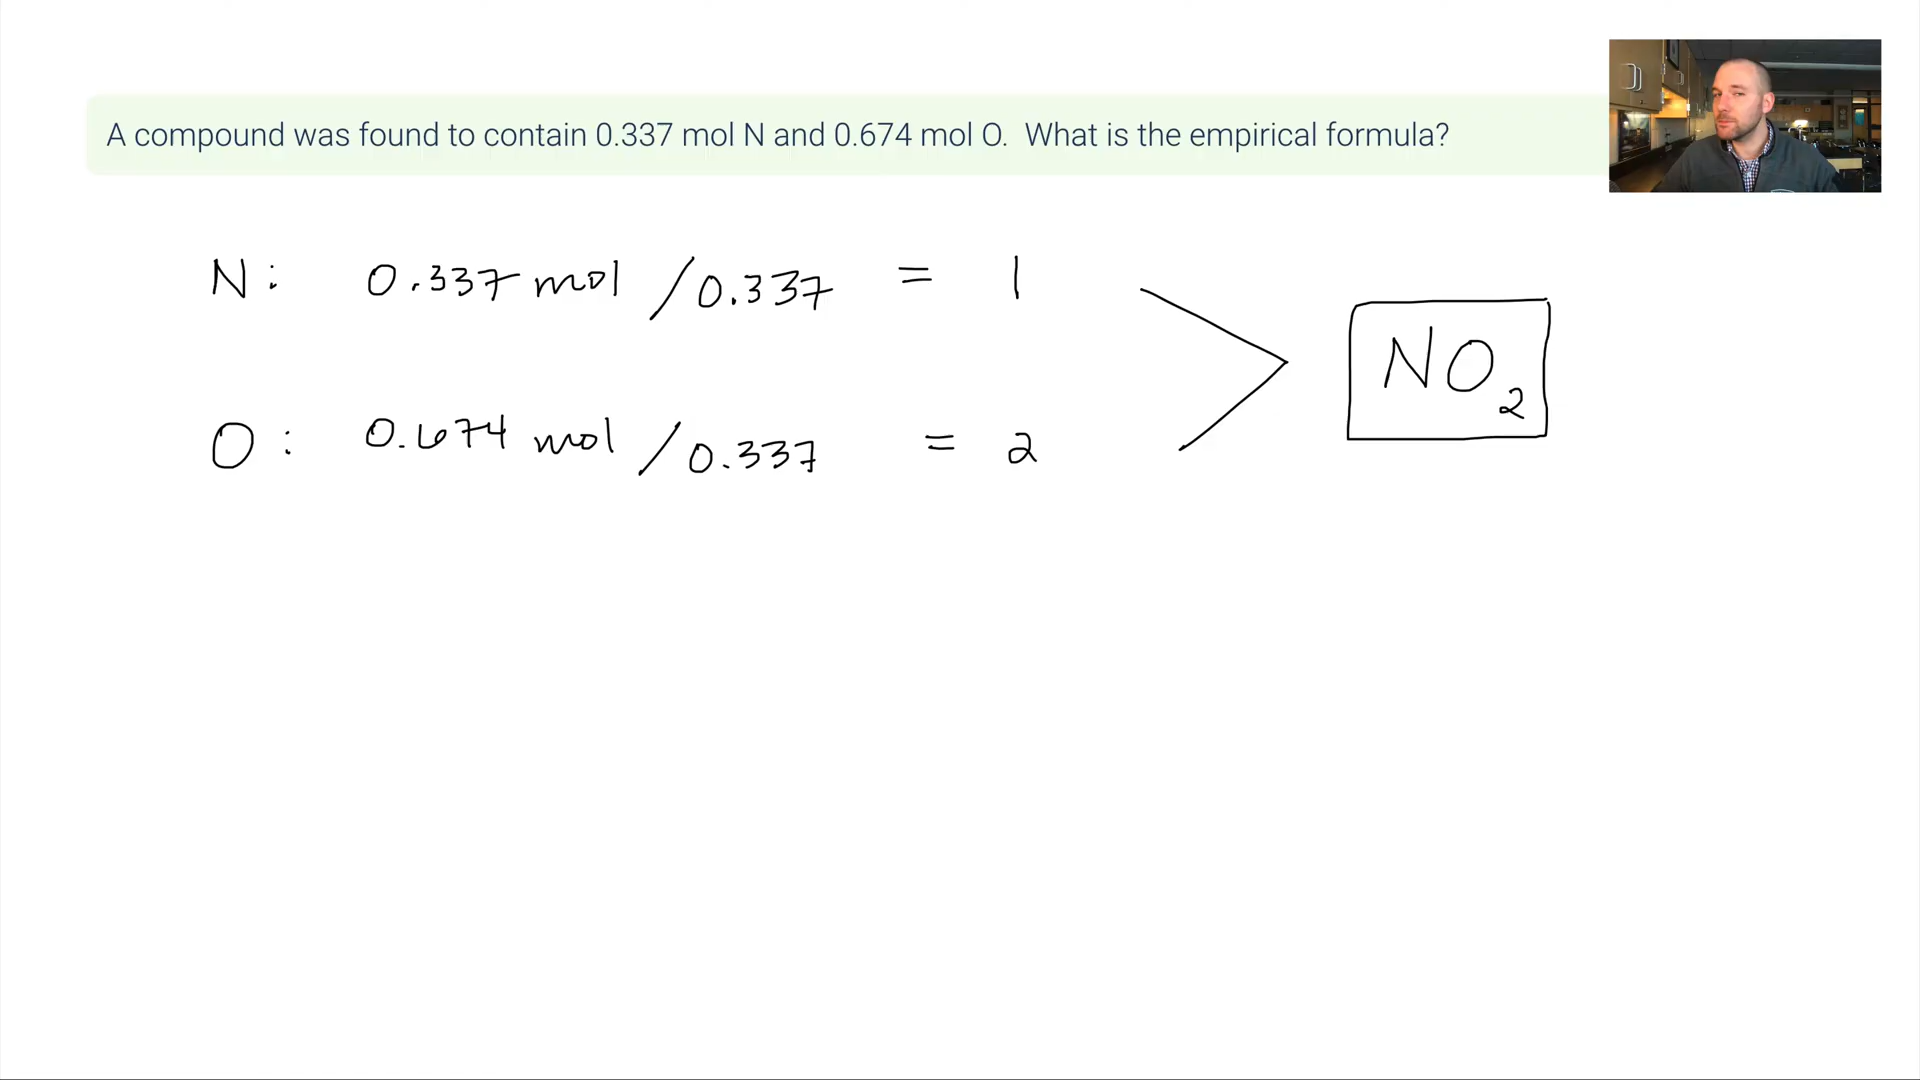 A compound was found to contain 0.337 mol N and 0.674 mol O. What is the empirical formula?
N: 0.337 mol /0.337 = 1
NO₂
O: 0.674 mol /0.337 = 2